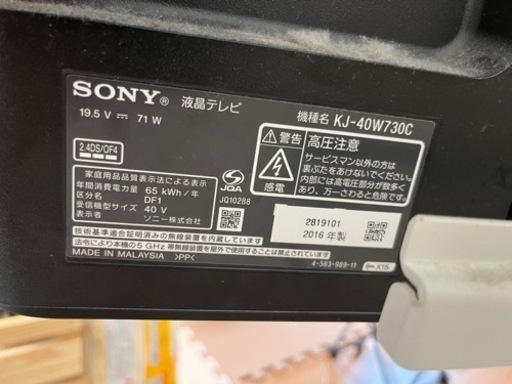 SONY® 液晶テレビ
19.5 V ⎓ 71 W
機種名 KJ-40W730C
2.4DS/OF4
家庭用品品質表示法による表示
年間消費電力量 65 kWh/年
区分名 DF1
受信機型サイズ 40 V
ソニー株式会社
JQA
JQ10288
警告
感電
高圧注意
サービスマン以外の方は
裏ぶたをあけないでください。
内部には高電圧部分が数多く
あり、万一さわると危険です。
2819101
2016 年製
技術基準適合証明済みの無線装置を内蔵しています。
法令により本機の5 GHz 帯無線装置を屋外で使用することは禁止されています。
MADE IN MALAYSIA >PP<
4-583-989-11
X15